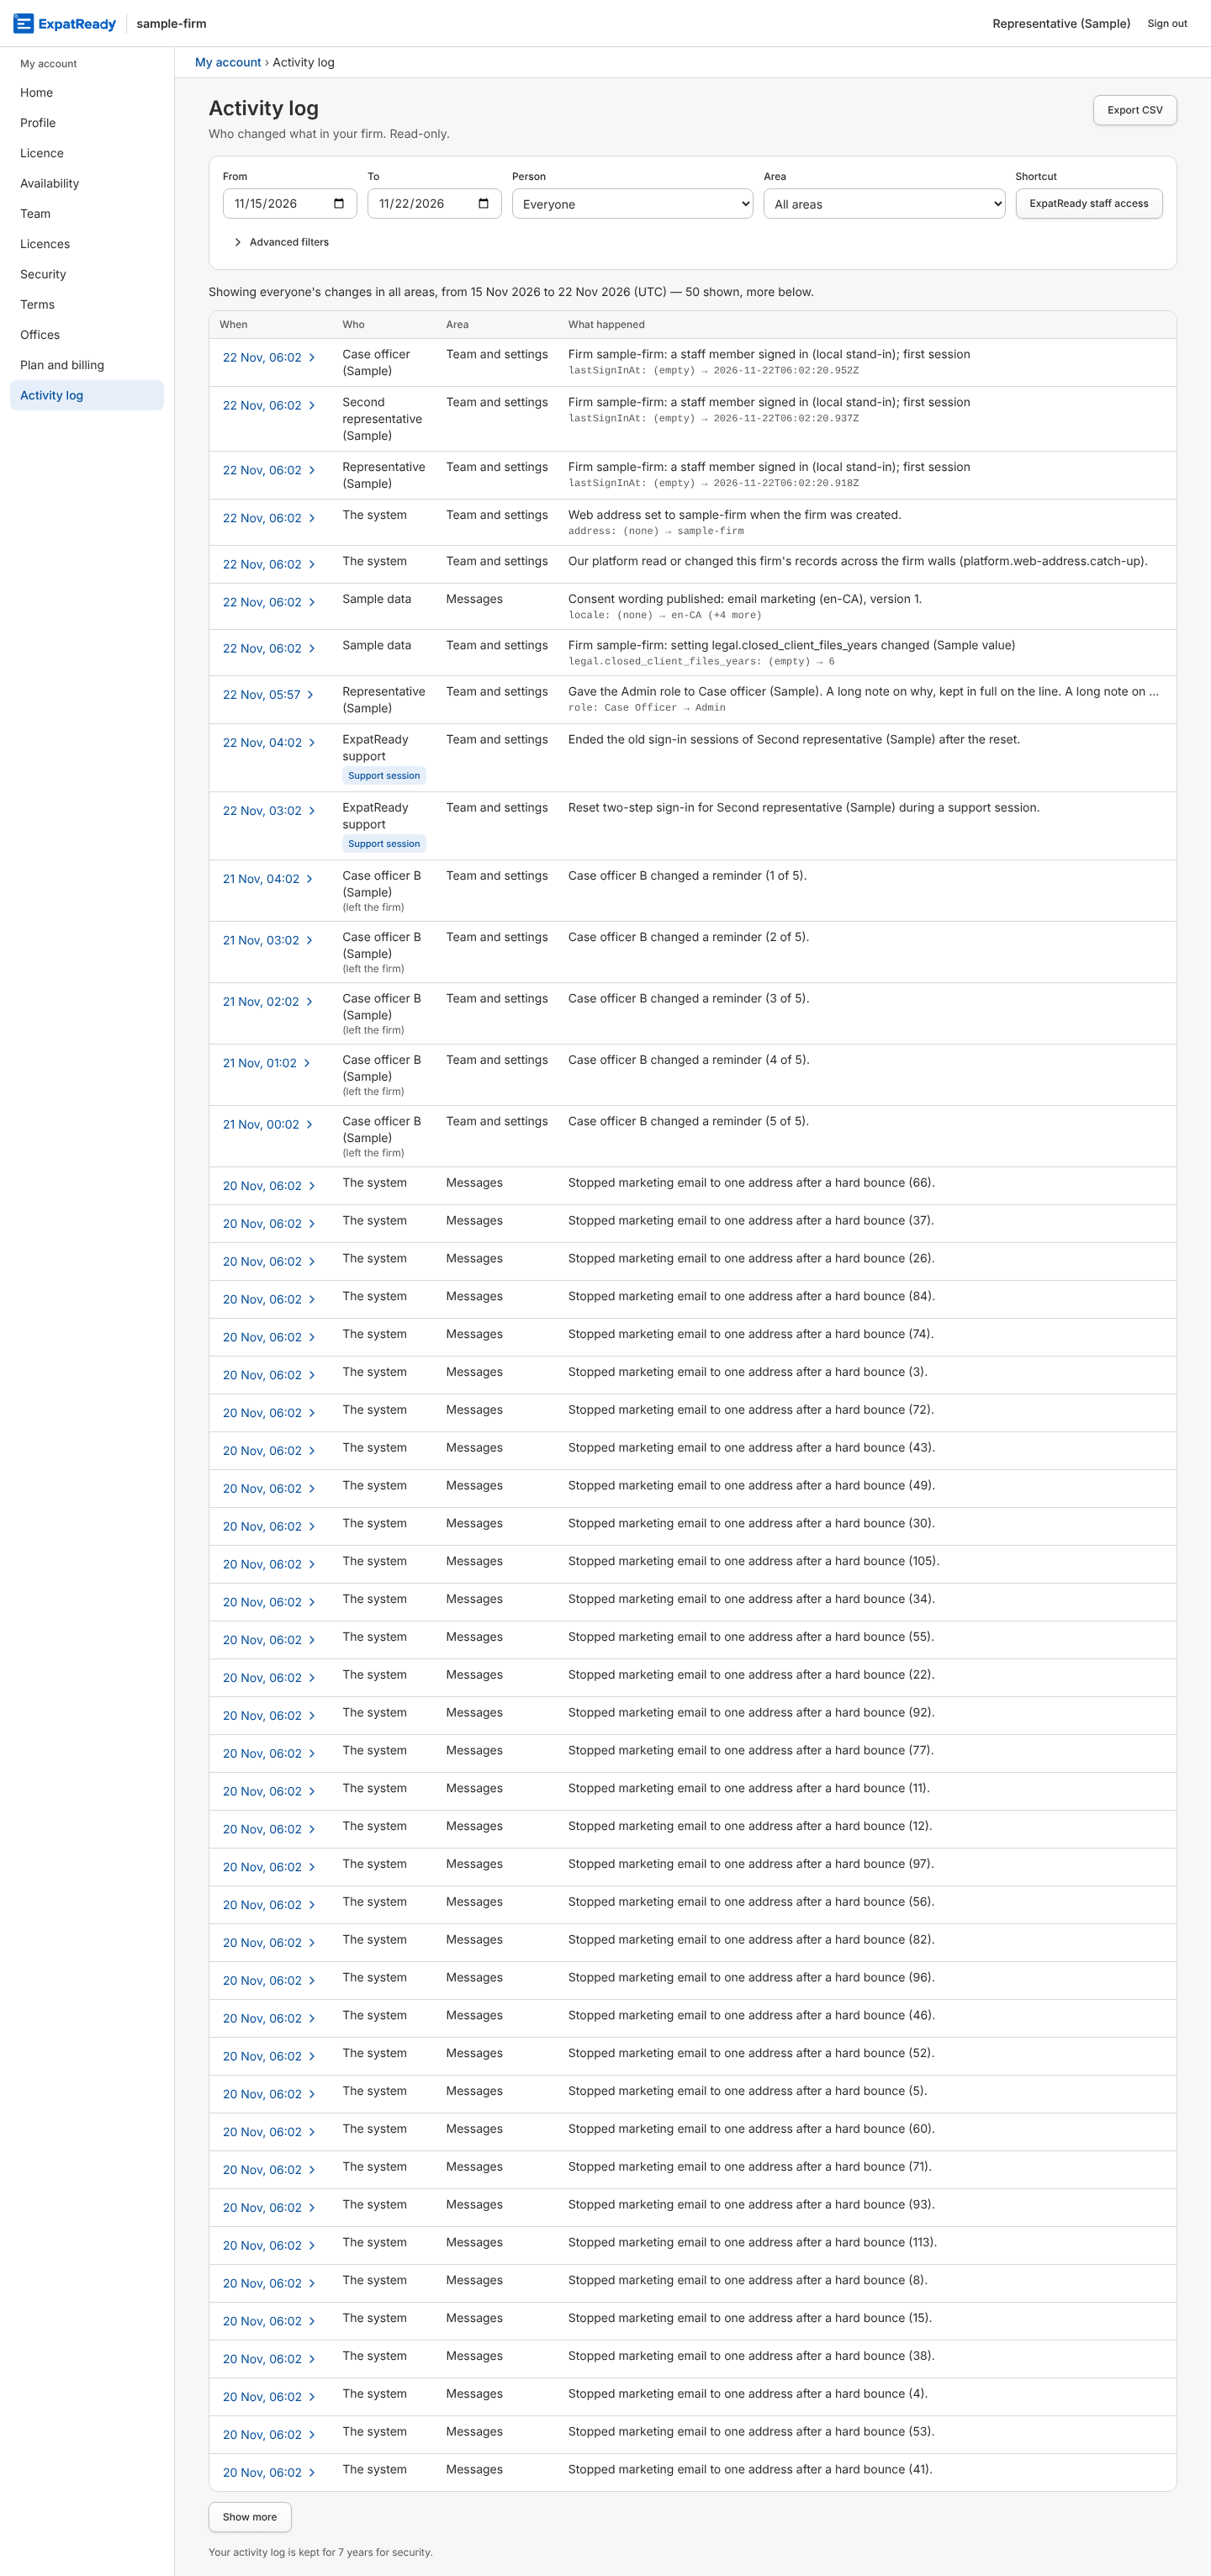 ExpatReady
sample-firm
Representative (Sample)
Sign out
My account
Home
Profile
Licence
Availability
Team
Licences
Security
Terms
Offices
Plan and billing
Activity log
My account › Activity log
Activity log
Who changed what in your firm. Read-only.
Export CSV
From
To
Person
Area
Shortcut
11/15/2026
11/22/2026
Everyone
All areas
ExpatReady staff access
Advanced filters
Showing everyone's changes in all areas, from 15 Nov 2026 to 22 Nov 2026 (UTC) — 50 shown, more below.
When Who Area What happened
22 Nov, 06:02 Case officer (Sample) Team and settings Firm sample-firm: a staff member signed in (local stand-in); first session
lastSignInAt: (empty) → 2026-11-22T06:02:20.952Z
22 Nov, 06:02 Second representative (Sample) Team and settings Firm sample-firm: a staff member signed in (local stand-in); first session
lastSignInAt: (empty) → 2026-11-22T06:02:20.937Z
22 Nov, 06:02 Representative (Sample) Team and settings Firm sample-firm: a staff member signed in (local stand-in); first session
lastSignInAt: (empty) → 2026-11-22T06:02:20.918Z
22 Nov, 06:02 The system Team and settings Web address set to sample-firm when the firm was created.
address: (none) → sample-firm
22 Nov, 06:02 The system Team and settings Our platform read or changed this firm's records across the firm walls (platform.web-address.catch-up).
22 Nov, 06:02 Sample data Messages Consent wording published: email marketing (en-CA), version 1.
locale: (none) → en-CA (+4 more)
22 Nov, 06:02 Sample data Team and settings Firm sample-firm: setting legal.closed_client_files_years changed (Sample value)
legal.closed_client_files_years: (empty) → 6
22 Nov, 05:57 Representative (Sample) Team and settings Gave the Admin role to Case officer (Sample). A long note on why, kept in full on the line. A long note on ...
role: Case Officer → Admin
22 Nov, 04:02 ExpatReady support Team and settings Ended the old sign-in sessions of Second representative (Sample) after the reset.
Support session
22 Nov, 03:02 ExpatReady support Team and settings Reset two-step sign-in for Second representative (Sample) during a support session.
Support session
21 Nov, 04:02 Case officer B (Sample) Team and settings Case officer B changed a reminder (1 of 5).
(left the firm)
21 Nov, 03:02 Case officer B (Sample) Team and settings Case officer B changed a reminder (2 of 5).
(left the firm)
21 Nov, 02:02 Case officer B (Sample) Team and settings Case officer B changed a reminder (3 of 5).
(left the firm)
21 Nov, 01:02 Case officer B (Sample) Team and settings Case officer B changed a reminder (4 of 5).
(left the firm)
21 Nov, 00:02 Case officer B (Sample) Team and settings Case officer B changed a reminder (5 of 5).
(left the firm)
20 Nov, 06:02 The system Messages Stopped marketing email to one address after a hard bounce (66).
20 Nov, 06:02 The system Messages Stopped marketing email to one address after a hard bounce (37).
20 Nov, 06:02 The system Messages Stopped marketing email to one address after a hard bounce (26).
20 Nov, 06:02 The system Messages Stopped marketing email to one address after a hard bounce (84).
20 Nov, 06:02 The system Messages Stopped marketing email to one address after a hard bounce (74).
20 Nov, 06:02 The system Messages Stopped marketing email to one address after a hard bounce (3).
20 Nov, 06:02 The system Messages Stopped marketing email to one address after a hard bounce (72).
20 Nov, 06:02 The system Messages Stopped marketing email to one address after a hard bounce (43).
20 Nov, 06:02 The system Messages Stopped marketing email to one address after a hard bounce (49).
20 Nov, 06:02 The system Messages Stopped marketing email to one address after a hard bounce (30).
20 Nov, 06:02 The system Messages Stopped marketing email to one address after a hard bounce (105).
20 Nov, 06:02 The system Messages Stopped marketing email to one address after a hard bounce (34).
20 Nov, 06:02 The system Messages Stopped marketing email to one address after a hard bounce (55).
20 Nov, 06:02 The system Messages Stopped marketing email to one address after a hard bounce (22).
20 Nov, 06:02 The system Messages Stopped marketing email to one address after a hard bounce (92).
20 Nov, 06:02 The system Messages Stopped marketing email to one address after a hard bounce (77).
20 Nov, 06:02 The system Messages Stopped marketing email to one address after a hard bounce (11).
20 Nov, 06:02 The system Messages Stopped marketing email to one address after a hard bounce (12).
20 Nov, 06:02 The system Messages Stopped marketing email to one address after a hard bounce (97).
20 Nov, 06:02 The system Messages Stopped marketing email to one address after a hard bounce (56).
20 Nov, 06:02 The system Messages Stopped marketing email to one address after a hard bounce (82).
20 Nov, 06:02 The system Messages Stopped marketing email to one address after a hard bounce (96).
20 Nov, 06:02 The system Messages Stopped marketing email to one address after a hard bounce (46).
20 Nov, 06:02 The system Messages Stopped marketing email to one address after a hard bounce (52).
20 Nov, 06:02 The system Messages Stopped marketing email to one address after a hard bounce (5).
20 Nov, 06:02 The system Messages Stopped marketing email to one address after a hard bounce (60).
20 Nov, 06:02 The system Messages Stopped marketing email to one address after a hard bounce (71).
20 Nov, 06:02 The system Messages Stopped marketing email to one address after a hard bounce (93).
20 Nov, 06:02 The system Messages Stopped marketing email to one address after a hard bounce (113).
20 Nov, 06:02 The system Messages Stopped marketing email to one address after a hard bounce (8).
20 Nov, 06:02 The system Messages Stopped marketing email to one address after a hard bounce (15).
20 Nov, 06:02 The system Messages Stopped marketing email to one address after a hard bounce (38).
20 Nov, 06:02 The system Messages Stopped marketing email to one address after a hard bounce (4).
20 Nov, 06:02 The system Messages Stopped marketing email to one address after a hard bounce (53).
20 Nov, 06:02 The system Messages Stopped marketing email to one address after a hard bounce (41).
Show more
Your activity log is kept for 7 years for security.